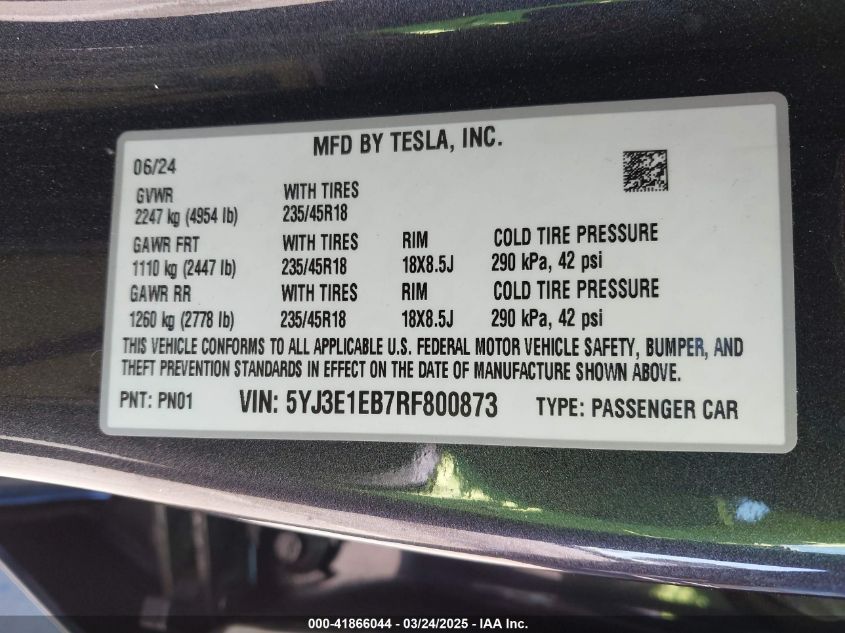 MFD BY TESLA, INC.
06/24
GVWR WITH TIRES
2247 kg (4954 lb) 235/45R18
GAWR FRT WITH TIRES RIM COLD TIRE PRESSURE
1110 kg (2447 lb) 235/45R18 18X8.5J 290 kPa, 42 psi
GAWR RR WITH TIRES RIM COLD TIRE PRESSURE
1260 kg (2778 lb) 235/45R18 18X8.5J 290 kPa, 42 psi
THIS VEHICLE CONFORMS TO ALL APPLICABLE U.S. FEDERAL MOTOR VEHICLE SAFETY, BUMPER, AND
THEFT PREVENTION STANDARDS IN EFFECT ON THE DATE OF MANUFACTURE SHOWN ABOVE.
PNT: PN01 VIN: 5YJ3E1EB7RF800873 TYPE: PASSENGER CAR
000-41866044 - 03/24/2025 - IAA Inc.